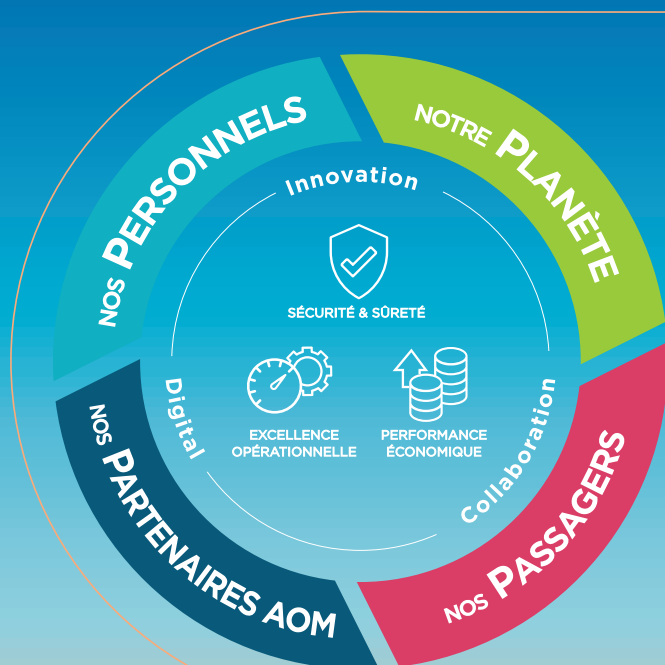 NOS PERSONNELS
NOTRE PLANÈTE
Innovation
SÉCURITÉ & SÛRETÉ
EXCELLENCE
OPÉRATIONNELLE
PERFORMANCE
ÉCONOMIQUE
Digital
Collaboration
NOS PARTENAIRES AOM
NOS PASSAGERS